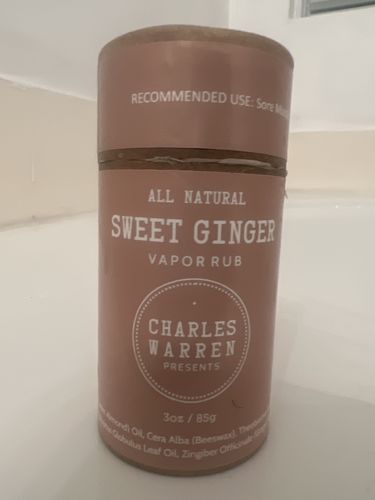 RECOMMENDED USE: Sore
ALL NATURAL
SWEET GINGER
VAPOR RUB
CHARLES
WARREN
PRESENTS
3oz / 85g
Almond) Oil, Cera Alba (Beeswax),
Globulus Leaf Oil, Zingiber Officinale